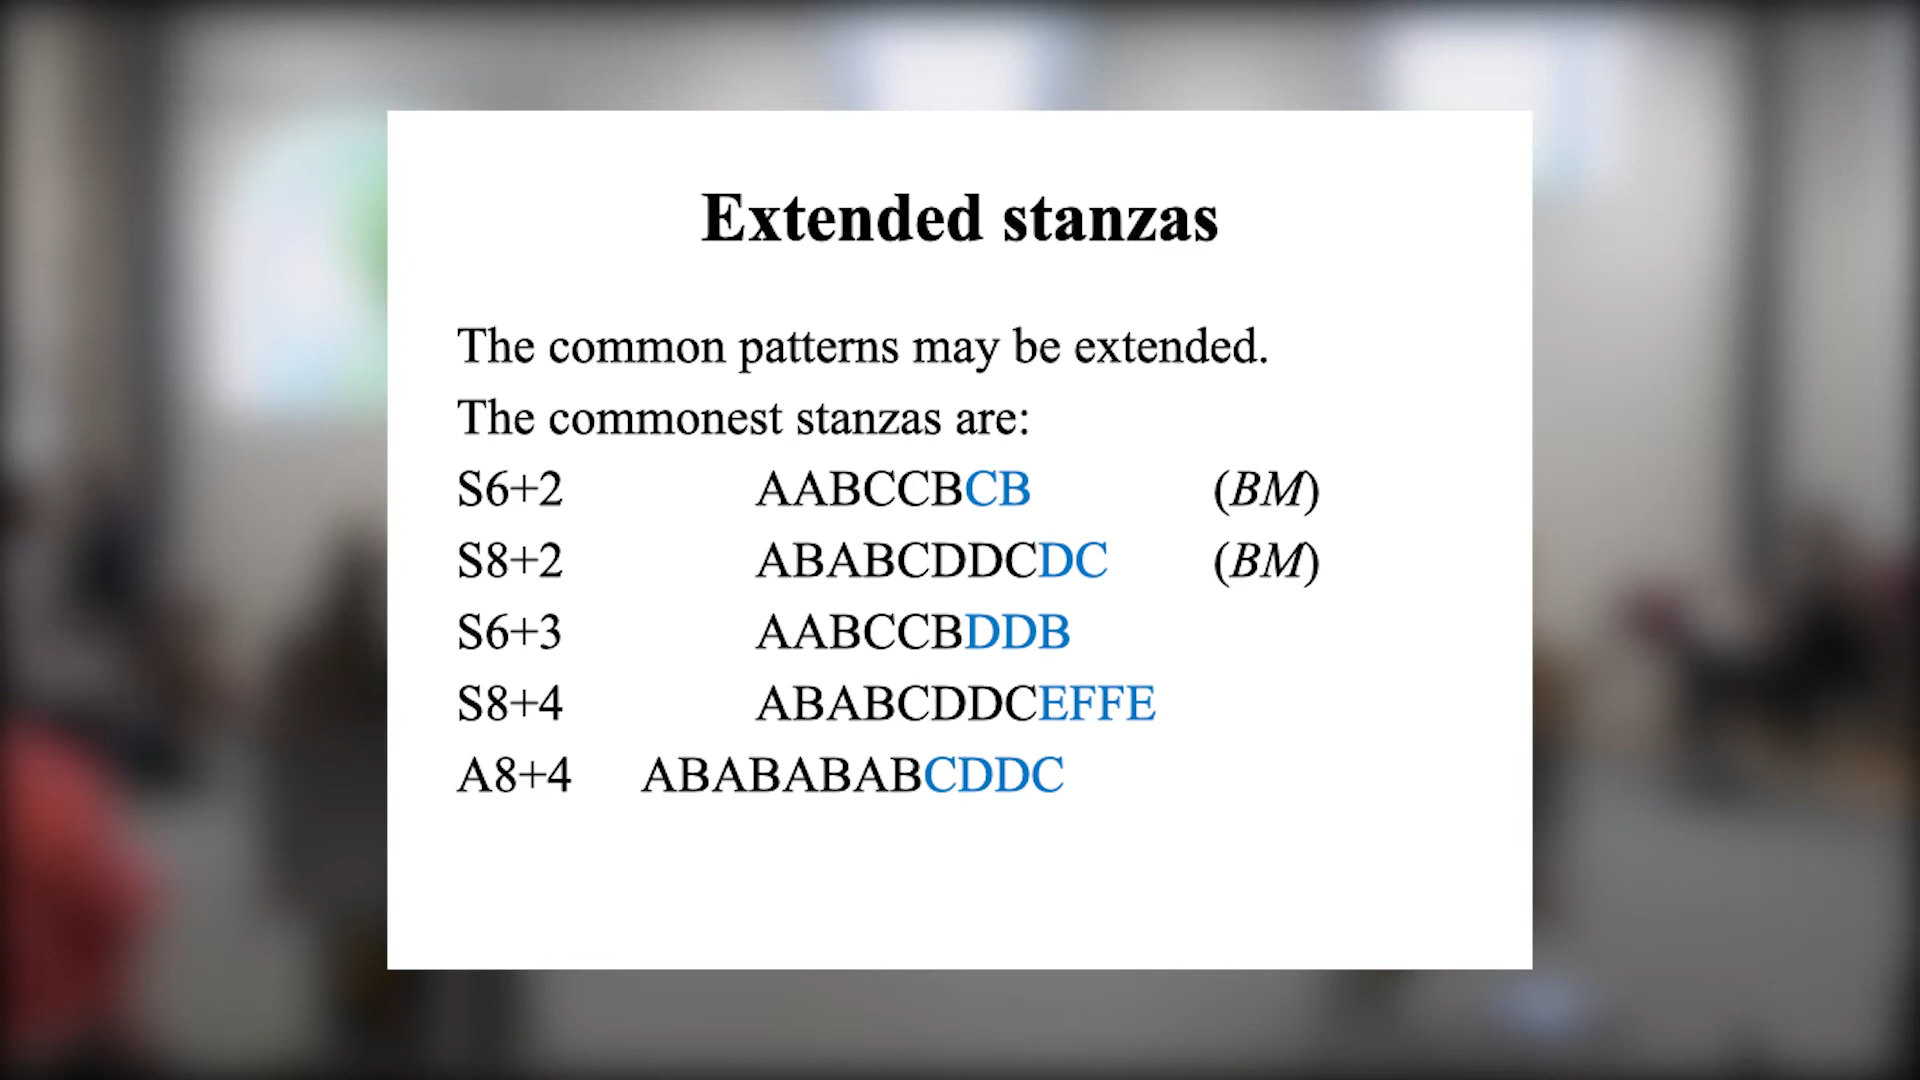 Extended stanzas
The common patterns may be extended.
The commonest stanzas are:
S6+2 AABCCBCB (BM)
S8+2 ABABCDDCDC (BM)
S6+3 AABCCBDDB
S8+4 ABABCDDCEFFE
A8+4 ABABABABCDDC